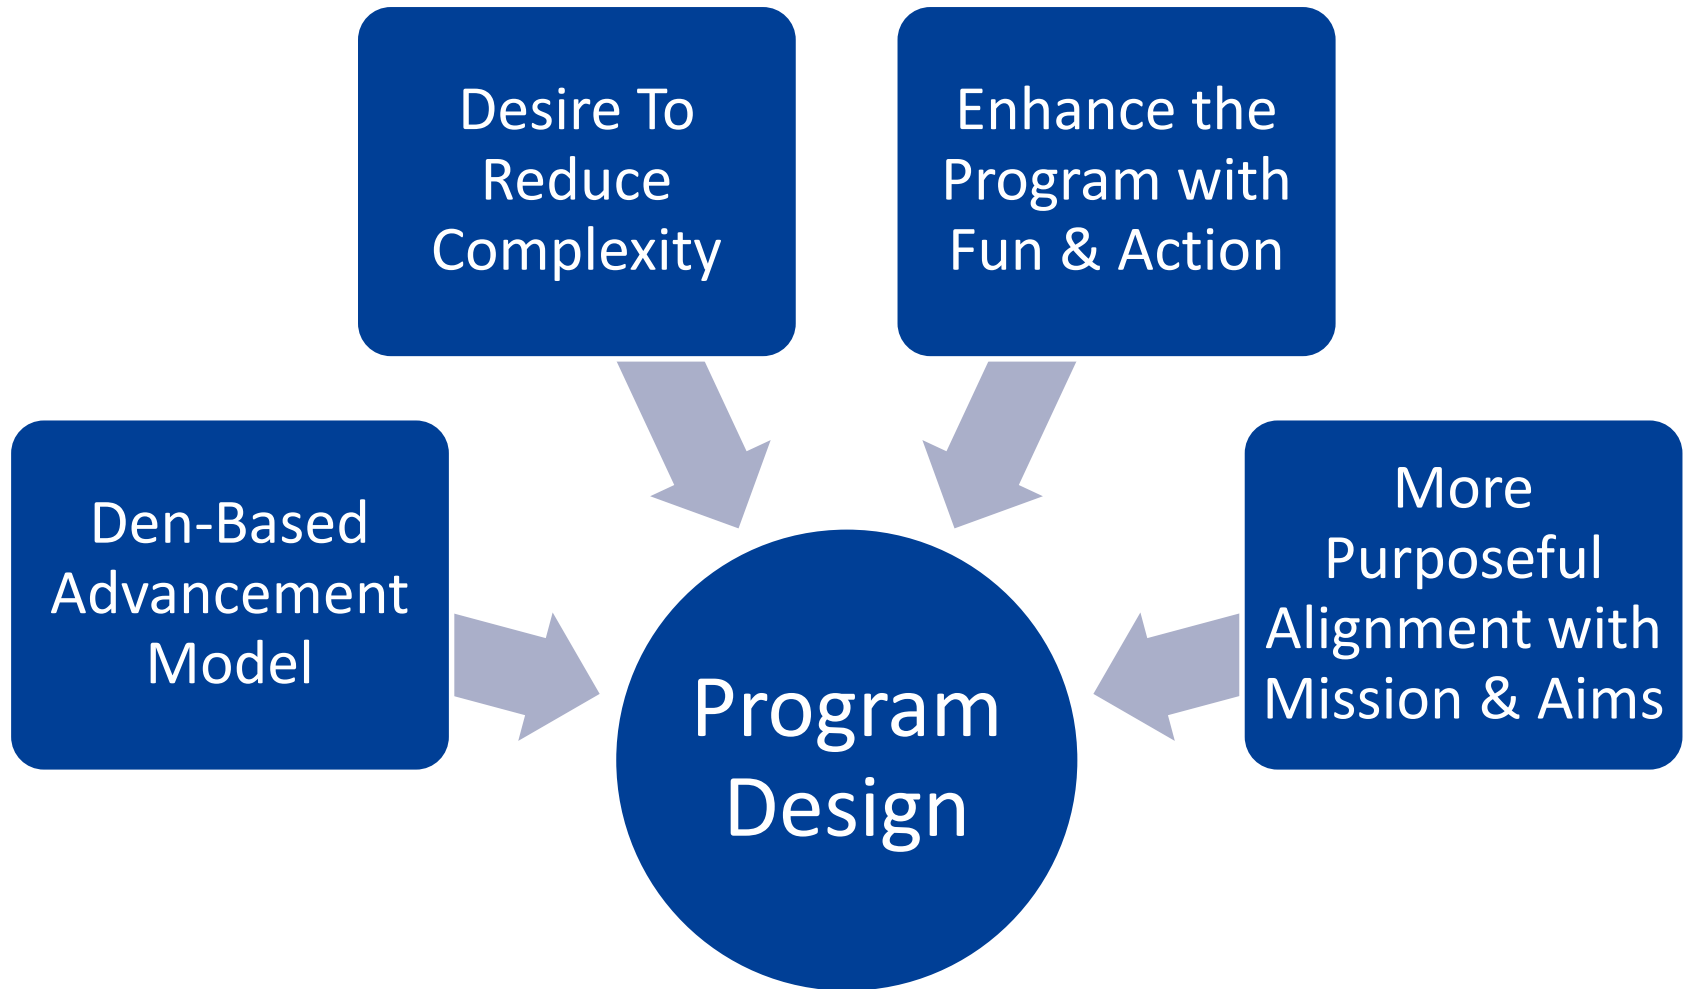 Desire To
Reduce
Complexity
Enhance the
Program with
Fun & Action
Den-Based
Advancement
Model
More
Purposeful
Alignment with
Mission & Aims
Program
Design